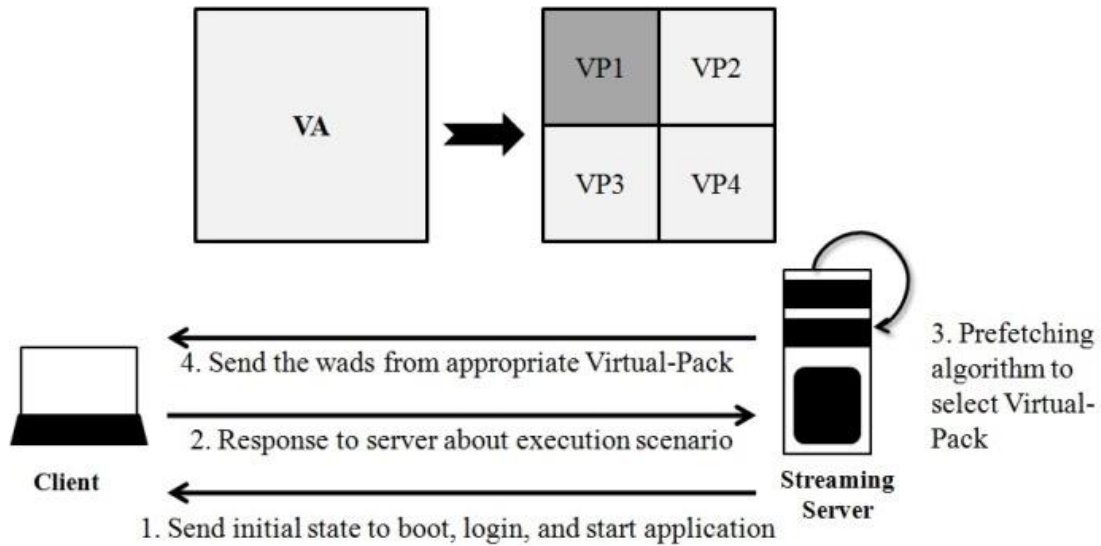 VA
VP1
VP2
VP3
VP4
4. Send the wads from appropriate Virtual-Pack
3. Prefetching
algorithm to
select Virtual-
Pack
2. Response to server about execution scenario
Client
Streaming
Server
1. Send initial state to boot, login, and start application